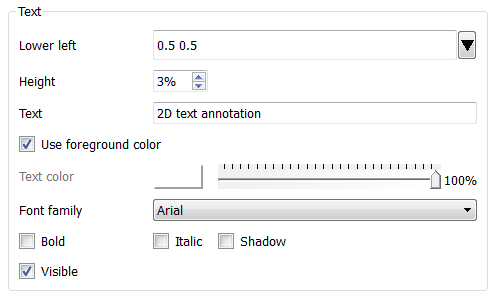 Text
Lower left 0.5 0.5
Height 3%
Text 2D text annotation
Use foreground color
Text color 100%
Font family Arial
Bold Italic Shadow
Visible